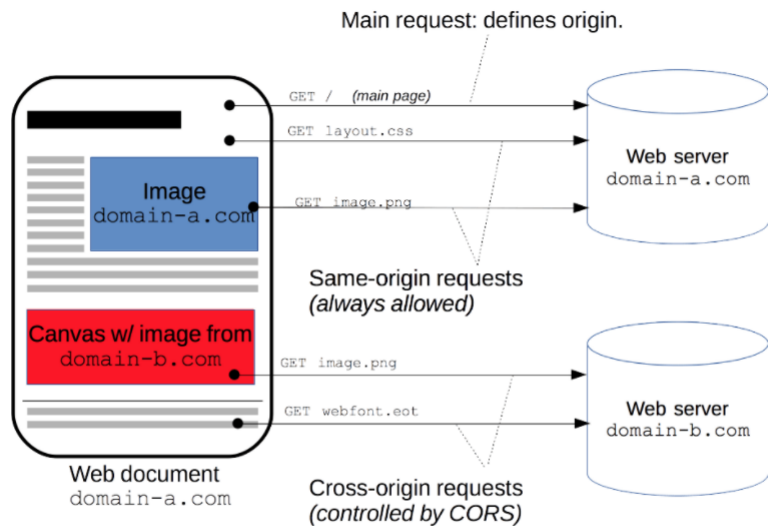 Main request: defines origin.
GET / (main page)
GET layout.css
Web server
domain-a.com
Image
domain-a.com
GET image.png
Same-origin requests
(always allowed)
Canvas w/ image from
domain-b.com
GET image.png
GET webfont.eot
Web server
domain-b.com
Web document
domain-a.com
Cross-origin requests
(controlled by CORS)